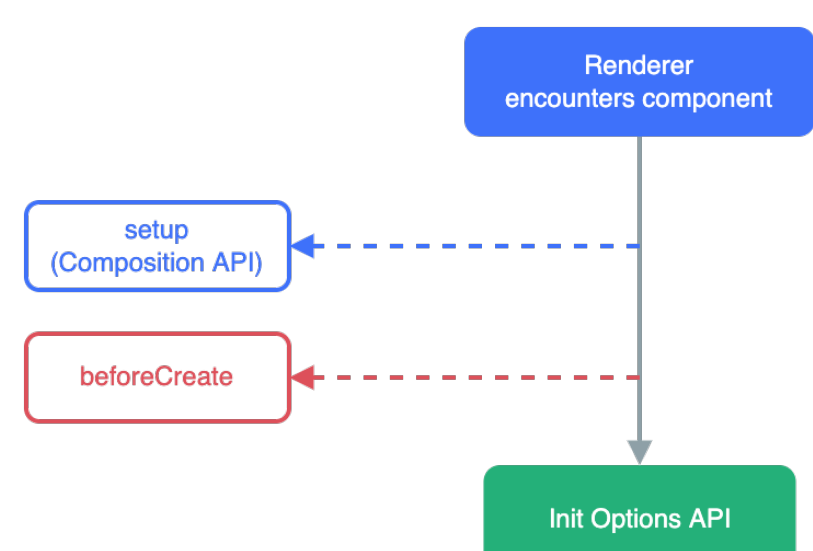 Renderer
encounters component
setup
(Composition API)
beforeCreate
Init Options API